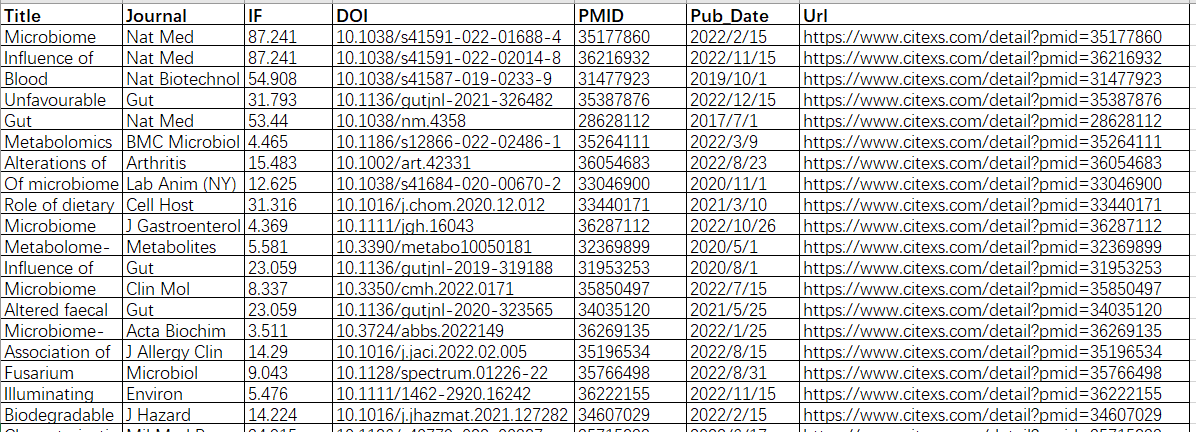 Title Journal IF DOI PMID Pub_Date Url
Microbiome Nat Med 87.241 10.1038/s41591-022-01688-4 35177860 2022/2/15 https://www.citexs.com/detail?pmid=35177860
Influence of Nat Med 87.241 10.1038/s41591-022-02014-8 36216932 2022/11/15 https://www.citexs.com/detail?pmid=36216932
Blood Nat Biotechnol 54.908 10.1038/s41587-019-0233-9 31477923 2019/10/1 https://www.citexs.com/detail?pmid=31477923
Unfavourable Gut 31.793 10.1136/gutjnl-2021-326482 35387876 2022/12/15 https://www.citexs.com/detail?pmid=35387876
Gut Nat Med 53.44 10.1038/nm.4358 28628112 2017/7/1 https://www.citexs.com/detail?pmid=28628112
Metabolomics BMC Microbiol 4.465 10.1186/s12866-022-02486-1 35264111 2022/3/9 https://www.citexs.com/detail?pmid=35264111
Alterations of Arthritis 15.483 10.1002/art.42331 36054683 2022/8/23 https://www.citexs.com/detail?pmid=36054683
Of microbiome Lab Anim (NY) 12.625 10.1038/s41684-020-00670-2 33046900 2020/11/1 https://www.citexs.com/detail?pmid=33046900
Role of dietary Cell Host 31.316 10.1016/j.chom.2020.12.012 33440171 2021/3/10 https://www.citexs.com/detail?pmid=33440171
Microbiome J Gastroenterol 4.369 10.1111/jgh.16043 36287112 2022/10/26 https://www.citexs.com/detail?pmid=36287112
Metabolome- Metabolites 5.581 10.3390/metabo10050181 32369899 2020/5/1 https://www.citexs.com/detail?pmid=32369899
Influence of Gut 23.059 10.1136/gutjnl-2019-319188 31953253 2020/8/1 https://www.citexs.com/detail?pmid=31953253
Microbiome Clin Mol 8.337 10.3350/cmh.2022.0171 35850497 2022/7/15 https://www.citexs.com/detail?pmid=35850497
Altered faecal Gut 23.059 10.1136/gutjnl-2020-323565 34035120 2021/5/25 https://www.citexs.com/detail?pmid=34035120
Microbiome- Acta Biochim 3.511 10.3724/abbs.2022149 36269135 2022/1/25 https://www.citexs.com/detail?pmid=36269135
Association of J Allergy Clin 14.29 10.1016/j.jaci.2022.02.005 35196534 2022/8/15 https://www.citexs.com/detail?pmid=35196534
Fusarium Microbiol 9.043 10.1128/spectrum.01226-22 35766498 2022/8/31 https://www.citexs.com/detail?pmid=35766498
Illuminating Environ 5.476 10.1111/1462-2920.16242 36222155 2022/11/15 https://www.citexs.com/detail?pmid=36222155
Biodegradable J Hazard 14.224 10.1016/j.jhazmat.2021.127282 34607029 2022/2/15 https://www.citexs.com/detail?pmid=34607029